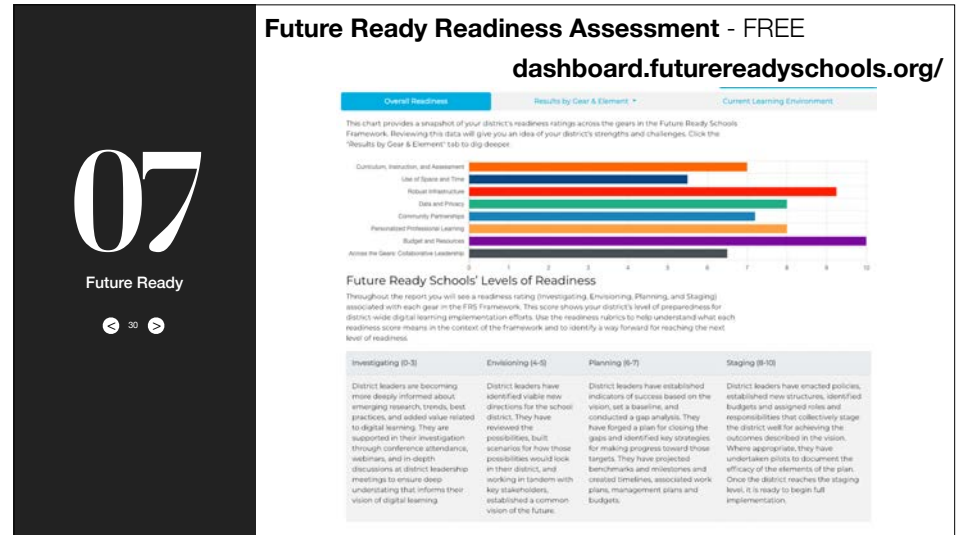 Future Ready Readiness Assessment - FREE
dashboard.futurereadyschools.org/
07
Future Ready
< 30 >
Overall Readiness
Results by Gear & Element
Current Learning Environment
This chart provides a snapshot of your district's readiness ratings across the gears in the Future Ready Schools
Framework. Reviewing this data will give you an idea of your district's strengths and challenges. Click the
"Results by Gear & Element" tab to dig deeper.
Curriculum, Instruction, and Assessment
Use of Space and Time
Robust Infrastructure
Data and Privacy
Community Partnerships
Personalized Professional Learning
Budget and Resources
Across the Gears: Collaborative Leadership
0 1 2 3 4 5 6 7 8 9 10
Future Ready Schools' Levels of Readiness
Throughout the report you will see a readiness rating (Investigating, Envisioning, Planning, and Staging)
associated with each gear in the FRS Framework. This score shows your district's level of preparedness for
district-wide digital learning implementation efforts. Use the readiness rubrics to help understand what each
readiness score means in the context of the framework and to identify a way forward for reaching the next
level of readiness.
Investigating (0-3)
District leaders are becoming
more deeply informed about
emerging research, trends, best
practices, and added value related
to digital learning. They are
supported in their investigation
through conference attendance,
webinars, and in-depth
discussions at district leadership
meetings to ensure deep
understating that informs their
vision of digital learning.
Envisioning (4-5)
District leaders have
identified viable new
directions for the school
district. They have
reviewed the
possibilities, built
scenarios for how those
possibilities would look
in their district, and
working in tandem with
key stakeholders,
established a common
vision of the future.
Planning (6-7)
District leaders have established
indicators of success based on the
vision, set a baseline, and
conducted a gap analysis. They
have forged a plan for closing the
gaps and identified key strategies
for making progress toward those
targets. They have projected
benchmarks and milestones and
created timelines, associated work
plans, management plans and
budgets.
Staging (8-10)
District leaders have enacted policies,
established new structures, identified
budgets and assigned roles and
responsibilities that collectively stage
the district well for achieving the
outcomes described in the vision.
Where appropriate, they have
undertaken pilots to document the
efficacy of the elements of the plan.
Once the district reaches the staging
level, it is ready to begin full
implementation.